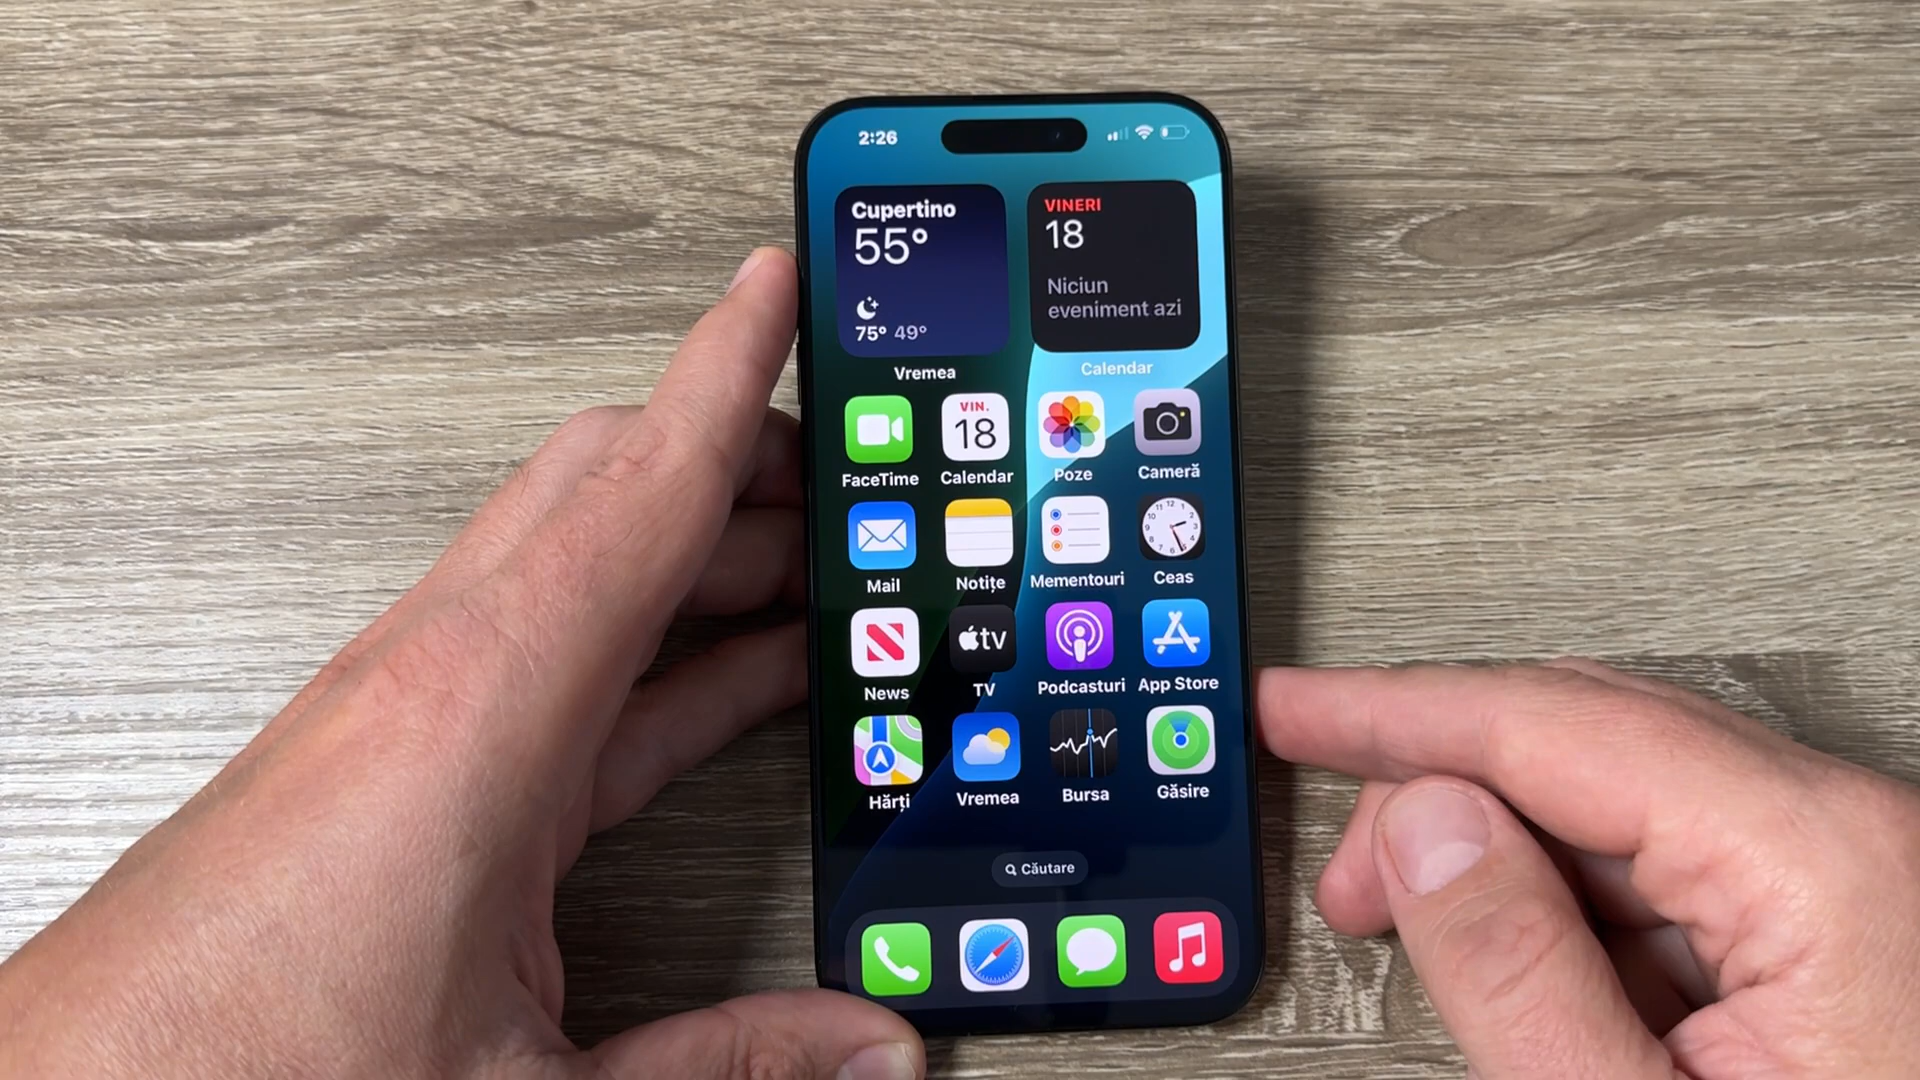 2:26
Cupertino
55°
75° 49°
Vremea
VINERI
18
Niciun
eveniment azi
Calendar
FaceTime
VIN.
18
Calendar
Poze
Cameră
Mail
Notițe
Mementouri
Ceas
News
tv
TV
Podcasturi
App Store
Hărți
Vremea
Bursa
Găsire
Căutare